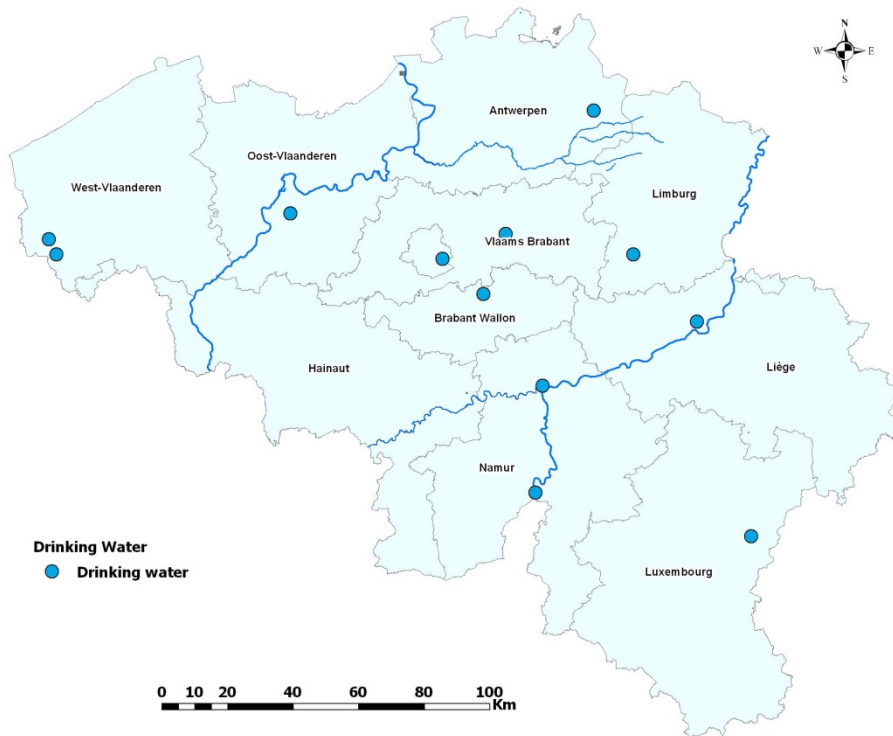 N
W E
S
Antwerpen
Oost-Vlaanderen
West-Vlaanderen
Limburg
Vlaams Brabant
Brabant Wallon
Hainaut
Liège
Namur
Luxembourg
Drinking Water
Drinking water
0 10 20 40 60 80 100
Km